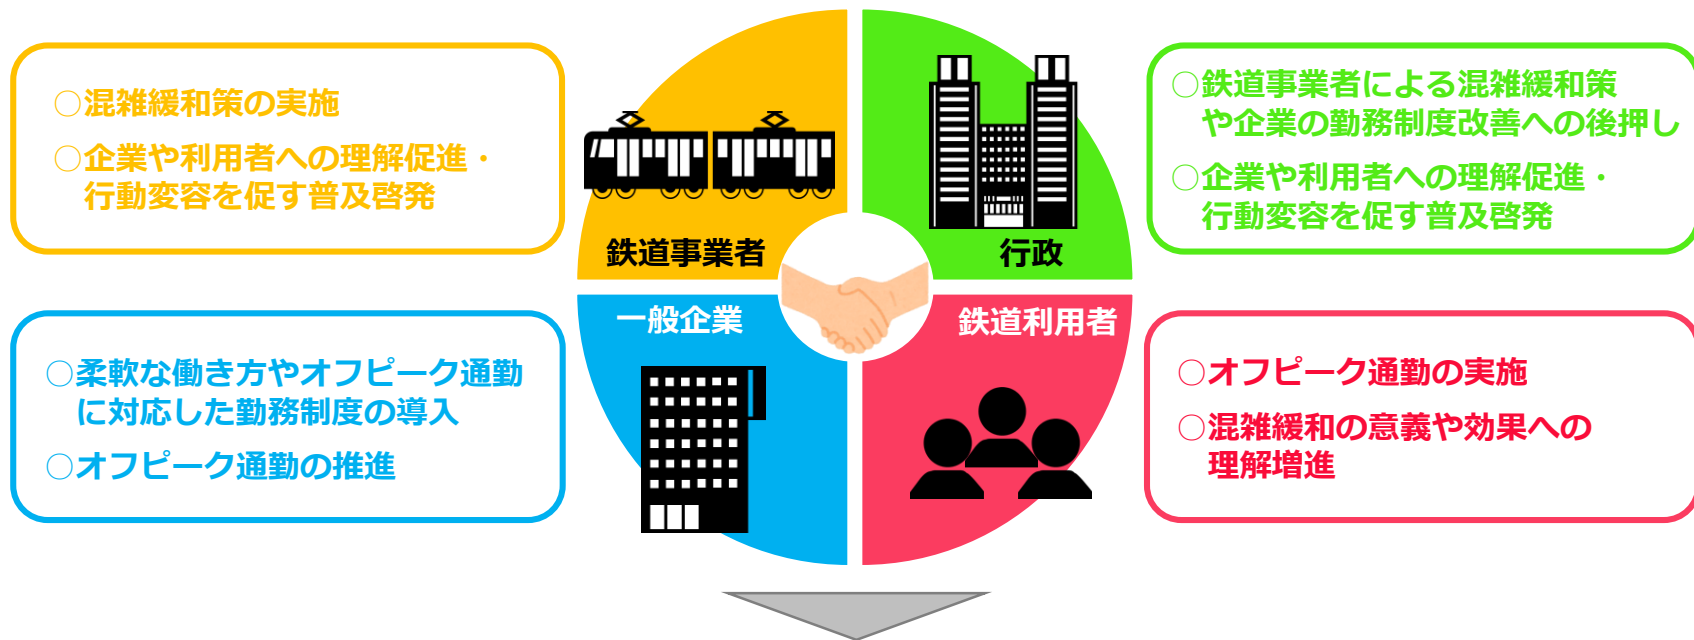 ○混雑緩和策の実施
○企業や利用者への理解促進・
行動変容を促す普及啓発
鉄道事業者
行政
○鉄道事業者による混雑緩和策
や企業の勤務制度改善への後押し
○企業や利用者への理解促進・
行動変容を促す普及啓発
○柔軟な働き方やオフピーク通勤
に対応した勤務制度の導入
○オフピーク通勤の推進
一般企業
鉄道利用者
○オフピーク通勤の実施
○混雑緩和の意義や効果への
理解増進